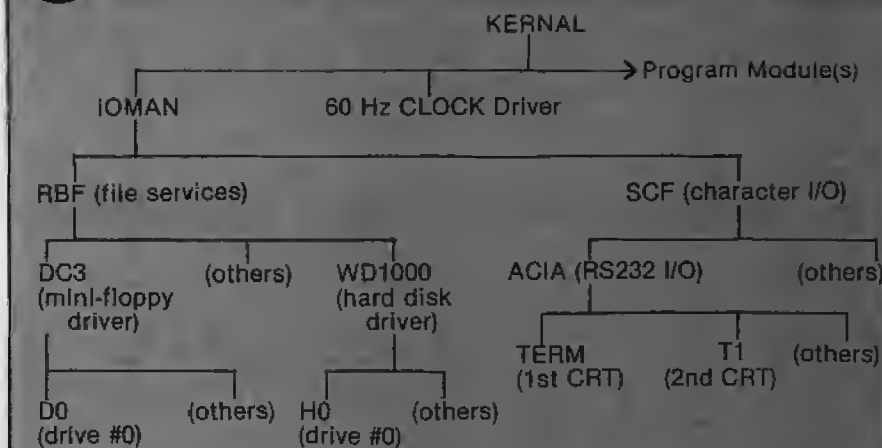 KERNAL
Program Module(s)
IOMAN
60 Hz CLOCK Driver
RBF (file services)
SCF (character I/O)
DC3
(mini-floppy
driver)
(others)
WD1000
(hard disk
driver)
ACIA (RS232 I/O)
(others)
TERM
(1st CRT)
T1
(2nd CRT)
(others)
D0
(drive #0)
(others)
H0
(drive #0)
(others)